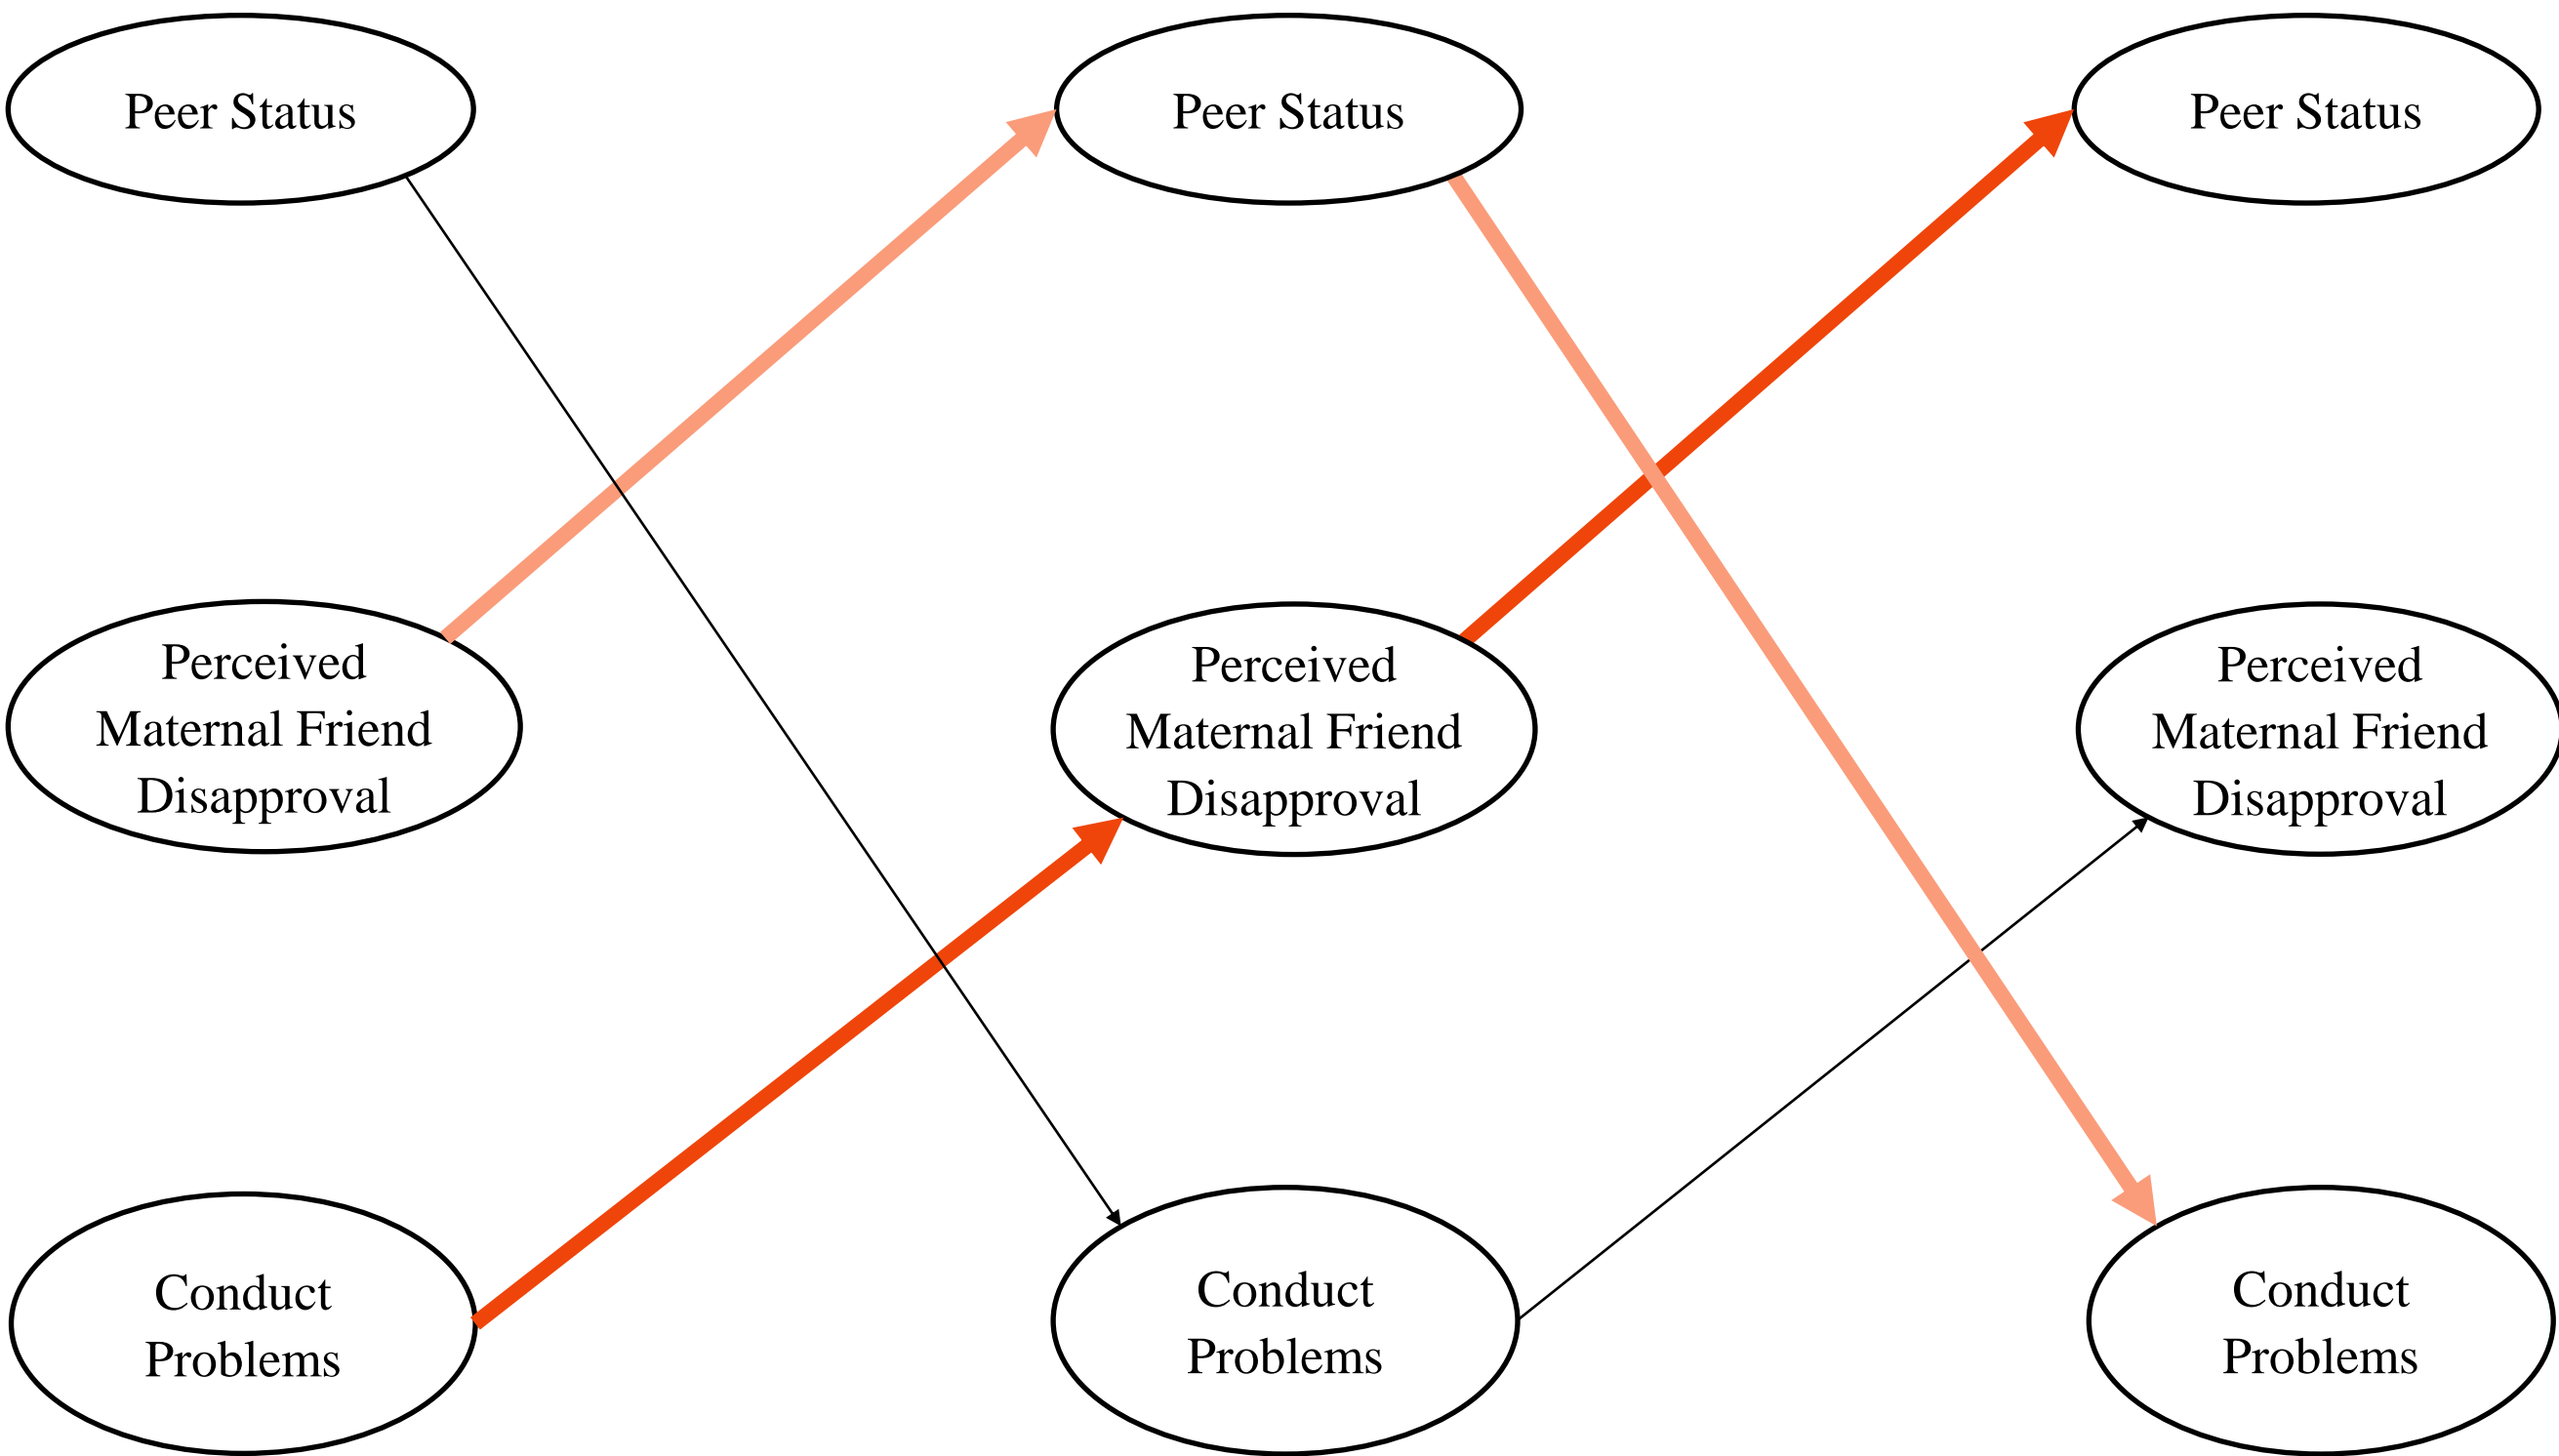 Peer Status
Peer Status
Peer Status
Perceived
Maternal Friend
Disapproval
Perceived
Maternal Friend
Disapproval
Perceived
Maternal Friend
Disapproval
Conduct
Problems
Conduct
Problems
Conduct
Problems